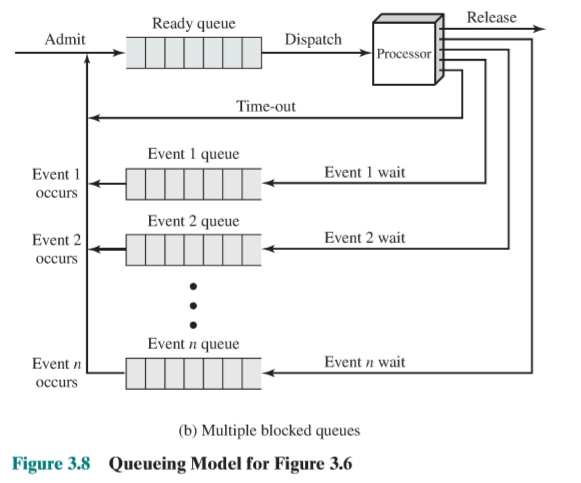 Release
Ready queue
Admit
Dispatch
Processor
Time-out
Event 1 queue
Event 1
occurs
Event 1 wait
Event 2 queue
Event 2
occurs
Event 2 wait
Event n queue
Event n
occurs
Event n wait
(b) Multiple blocked queues
Figure 3.8 Queueing Model for Figure 3.6